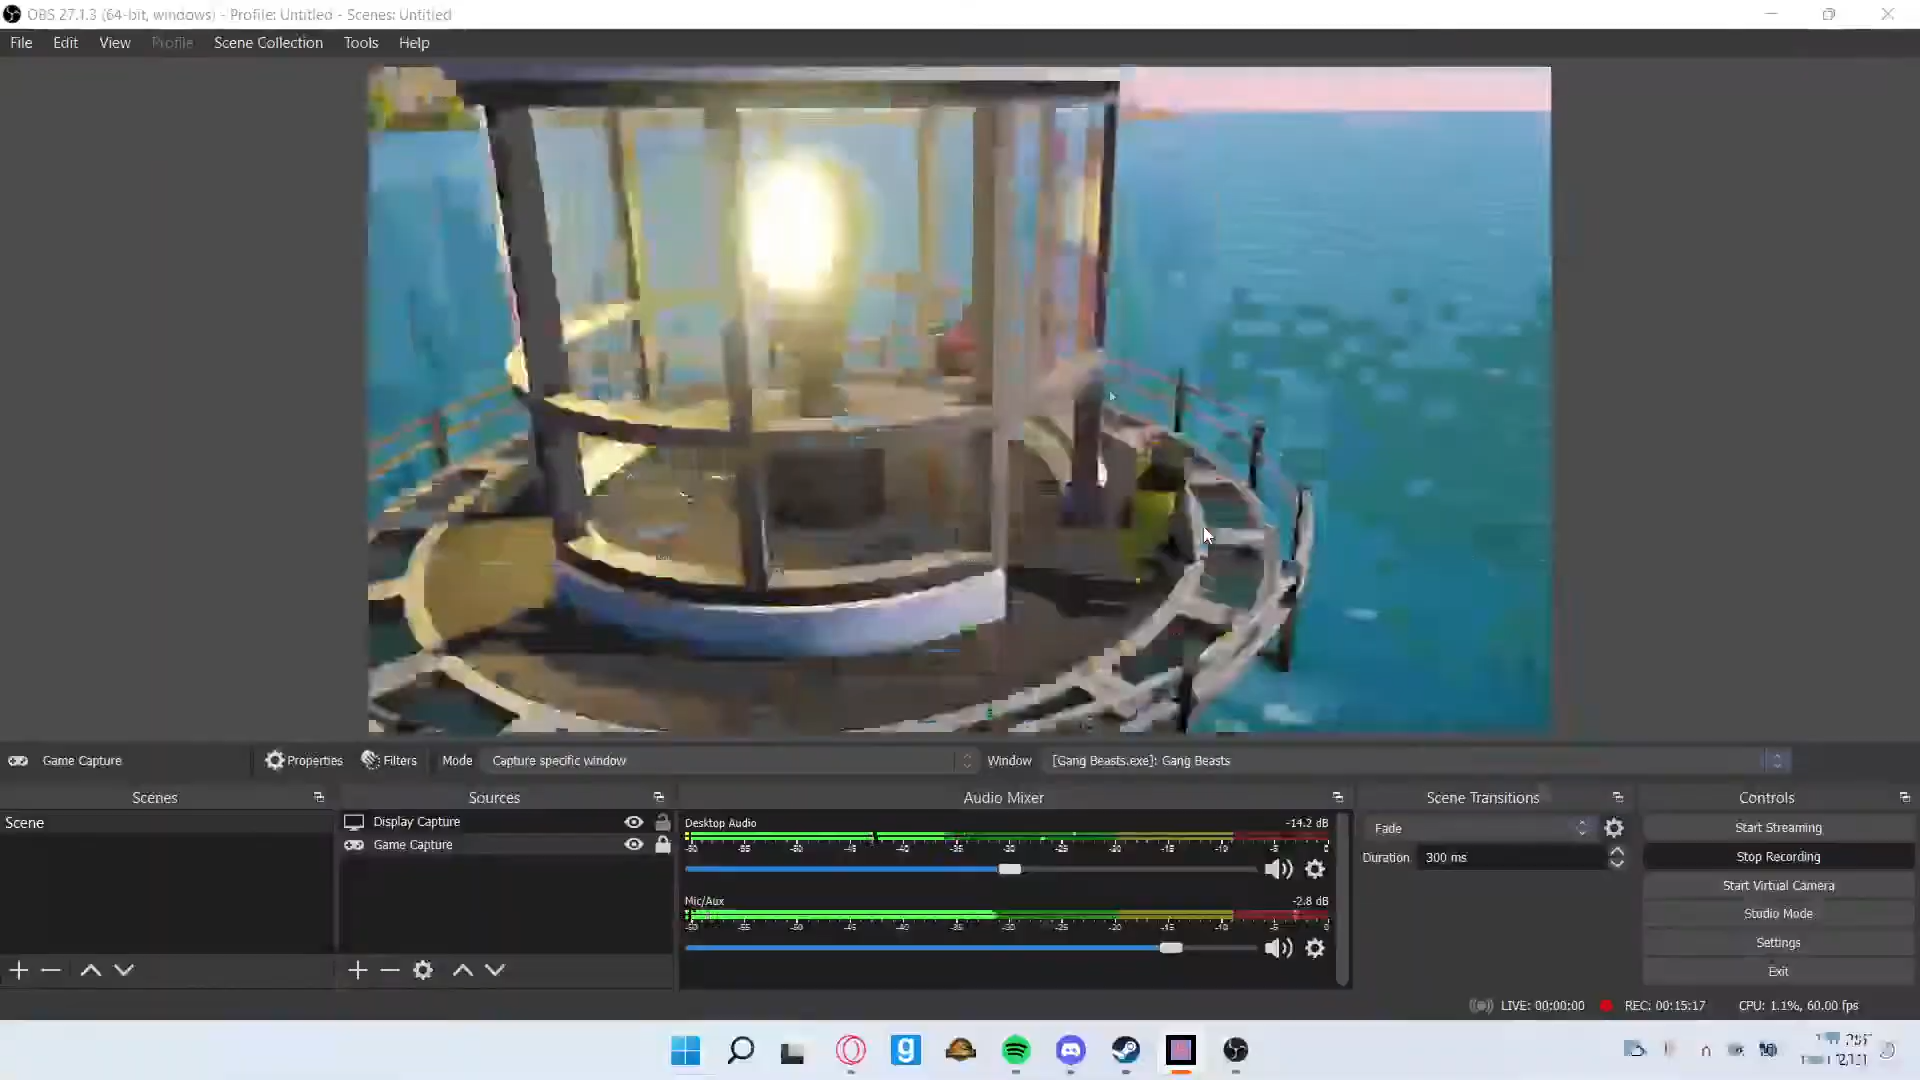 OBS 27.1.3 (64-bit, windows) - Profile: Untitled - Scenes: Untitled
File Edit View Profile Scene Collection Tools Help
Game Capture Properties Filters Mode Capture specific window Window [Gang Beasts.exe]: Gang Beasts
Scenes Sources Audio Mixer Scene Transitions Controls
Scene
Display Capture
Game Capture
Desktop Audio -14.2 dB
Mic/Aux -2.8 dB
Fade
Duration 300 ms
Start Streaming
Stop Recording
Start Virtual Camera
Studio Mode
Settings
Exit
LIVE: 00:00:00 REC: 00:15:17 CPU: 1.1%, 60.00 fps